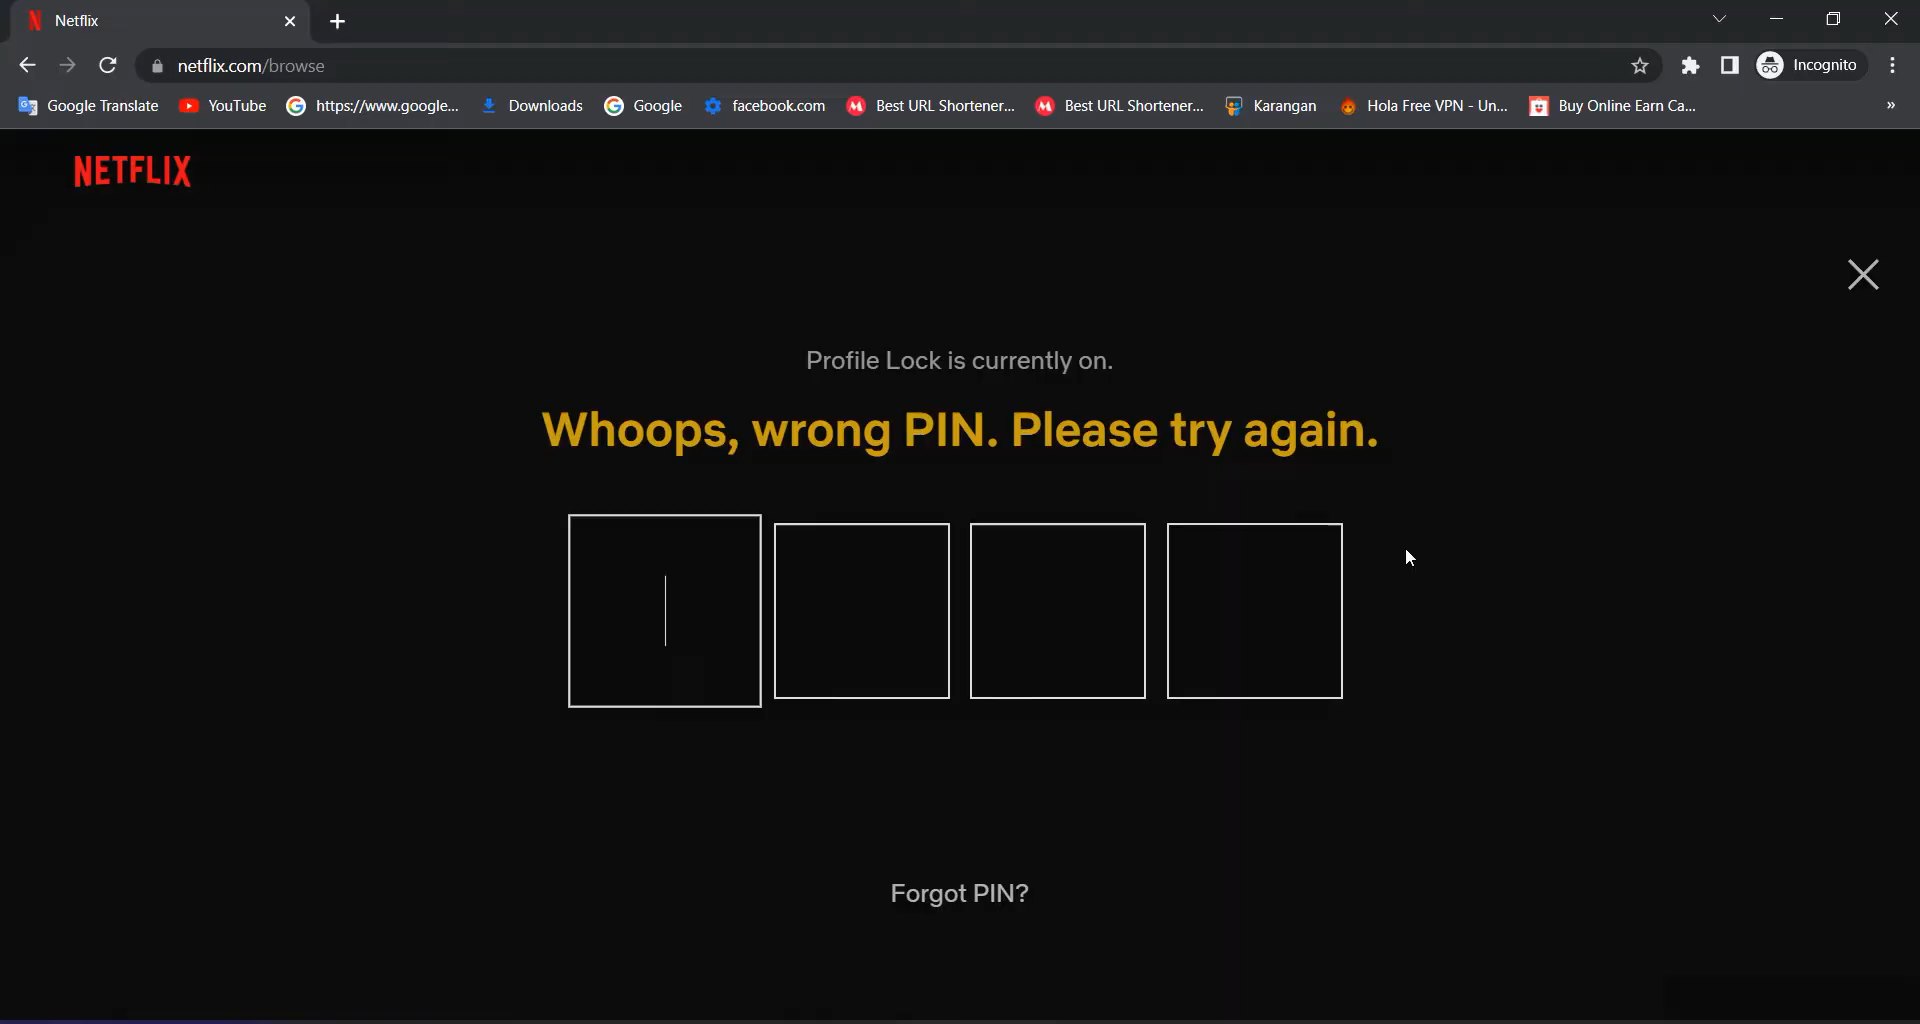 Netflix
netflix.com/browse
Incognito
Google Translate
YouTube
https://www.google...
Downloads
Google
facebook.com
Best URL Shortener...
Best URL Shortener...
Karangan
Hola Free VPN - Un...
Buy Online Earn Ca...
»
NETFLIX
Profile Lock is currently on.
Whoops, wrong PIN. Please try again.
Forgot PIN?